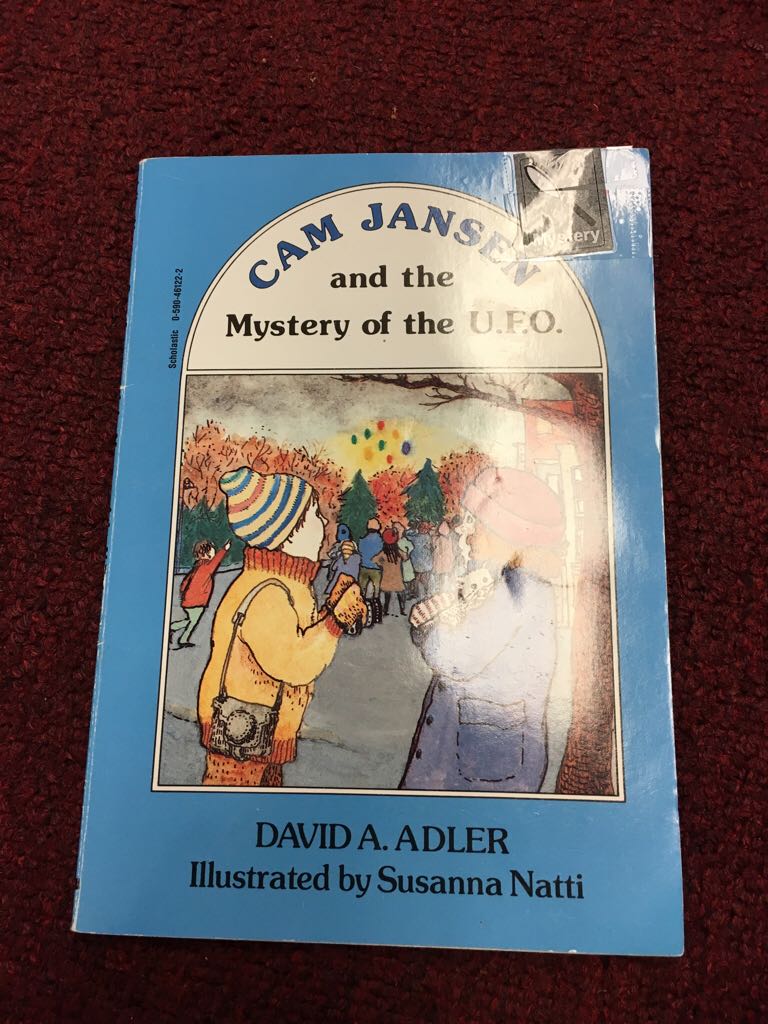 CAM JANSEN
and the
Mystery of the U.F.O.
Mystery
Scholastic 0-590-46122-2
DAVID A. ADLER
Illustrated by Susanna Natti